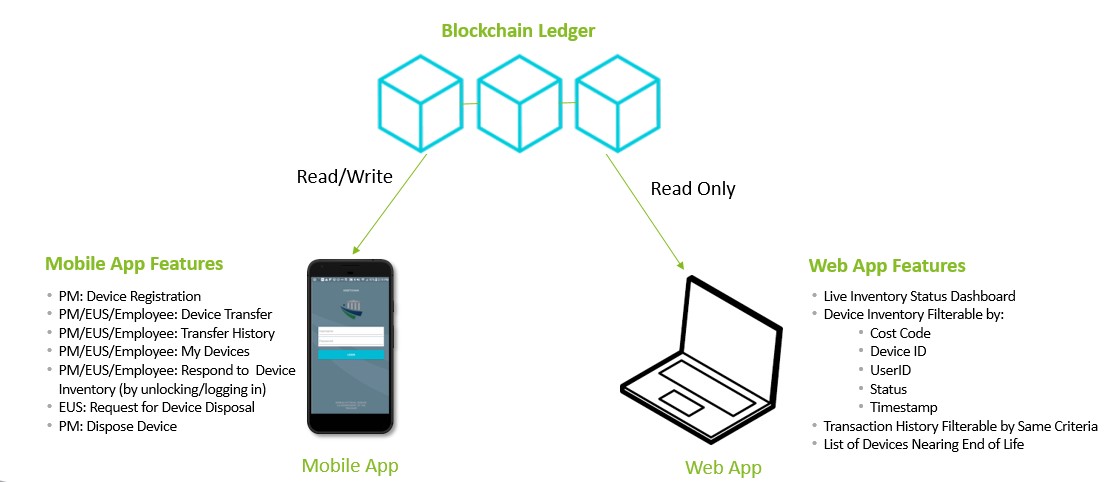 Blockchain Ledger
Read/Write
Read Only
Mobile App Features
PM: Device Registration
PM/EUS/Employee: Device Transfer
PM/EUS/Employee: Transfer History
PM/EUS/Employee: My Devices
PM/EUS/Employee: Respond to Device
Inventory (by unlocking/logging in)
EUS: Request for Device Disposal
PM: Dispose Device
Mobile App
Web App Features
Live Inventory Status Dashboard
Device Inventory Filterable by:
Cost Code
Device ID
UserID
Status
Timestamp
Transaction History Filterable by Same Criteria
List of Devices Nearing End of Life
Web App